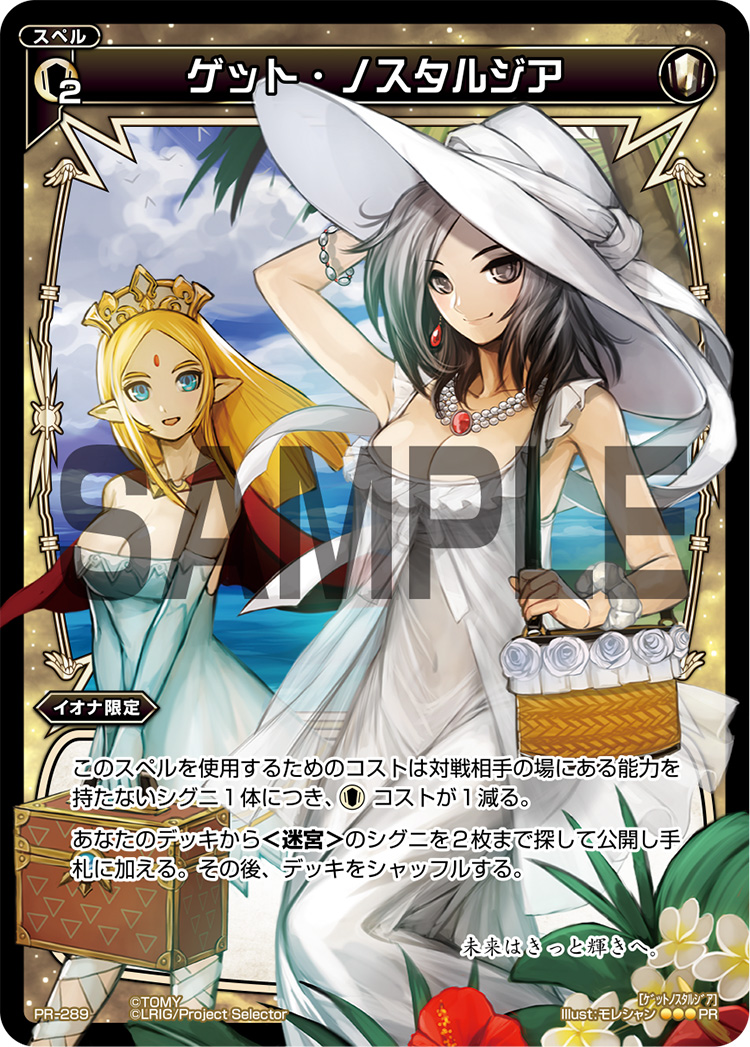 スペル
2
ゲット・ノスタルジア
SAMPLE
イオナ限定
このスペルを使用するためのコストは対戦相手の場にある能力を
持たないシグニ1体につき、コストが1減る。
あなたのデッキから<迷宮>のシグニを2枚まで探して公開し手
札に加える。その後、デッキをシャッフルする。
未来はきっと輝きへ。
[ゲットノスタルジア]
PR-289 ©TOMY
©LRIG/Project Selector
Illust:モレシャン PR